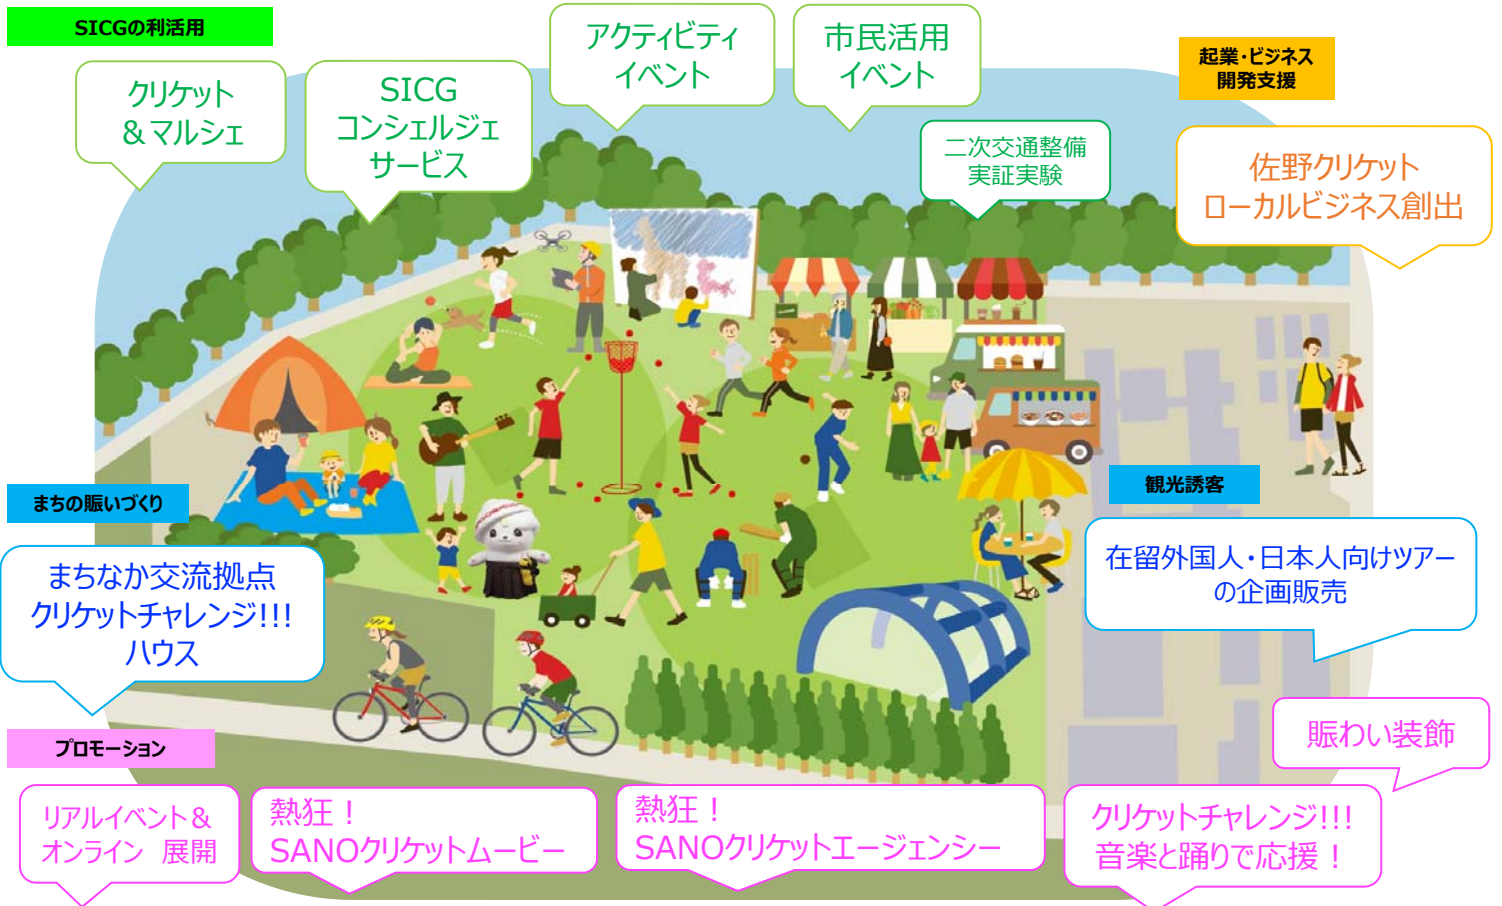 SICGの利活用
クリケット
＆マルシェ
SICG
コンシェルジェ
サービス
アクティビティ
イベント
市民活用
イベント
二次交通整備
実証実験
起業・ビジネス
開発支援
佐野クリケット
ローカルビジネス創出
まちの賑いづくり
まちなか交流拠点
クリケットチャレンジ!!!
ハウス
観光誘客
在留外国人・日本人向けツアー
の企画販売
プロモーション
リアルイベント＆
オンライン　展開
熱狂！
SANOクリケットムービー
熱狂！
SANOクリケットエージェンシー
クリケットチャレンジ!!!
音楽と踊りで応援！
賑わい装飾